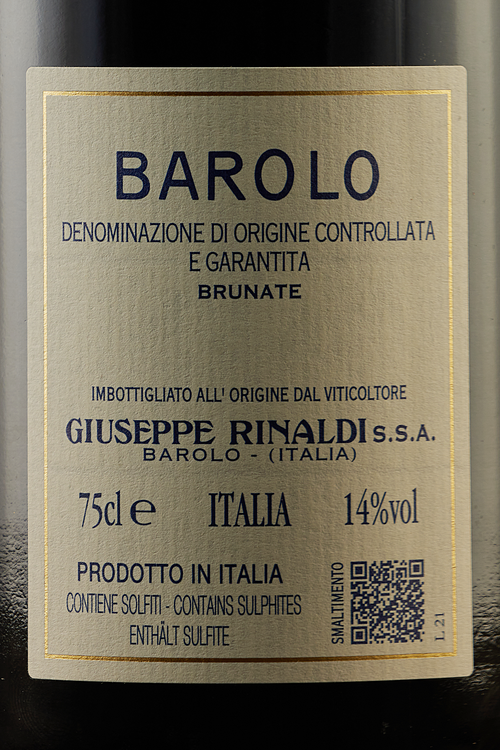 BAROLO
DENOMINAZIONE DI ORIGINE CONTROLLATA
E GARANTITA
BRUNATE
IMBOTTIGLIATO ALL' ORIGINE DAL VITICOLTORE
GIUSEPPE RINALDI S.S.A.
BAROLO - (ITALIA)
75cl e ITALIA 14%vol
PRODOTTO IN ITALIA
CONTIENE SOLFITI - CONTAINS SULPHITES
ENTHÄLT SULFITE
SMALTIMENTO
L 21